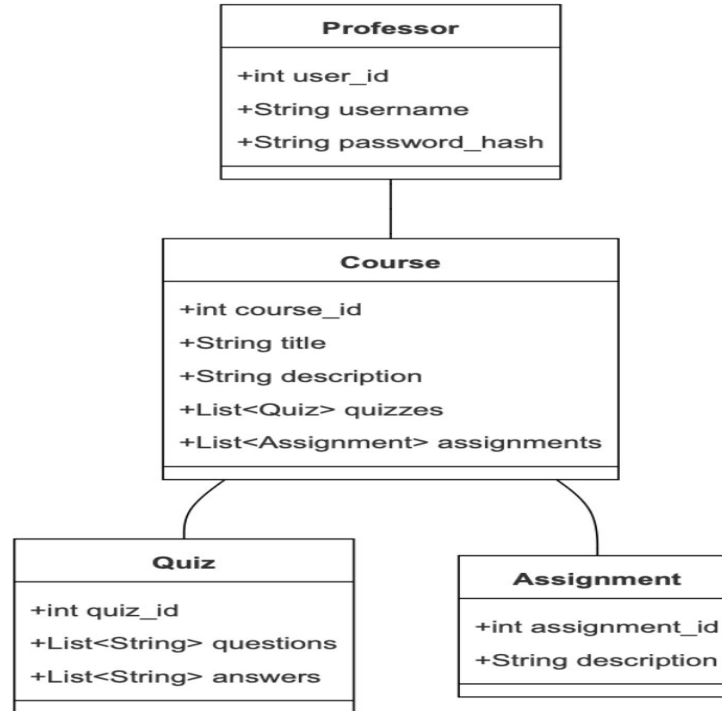 Professor
+int user_id
+String username
+String password_hash
Course
+int course_id
+String title
+String description
+List<Quiz> quizzes
+List<Assignment> assignments
Quiz
+int quiz_id
+List<String> questions
+List<String> answers
Assignment
+int assignment_id
+String description